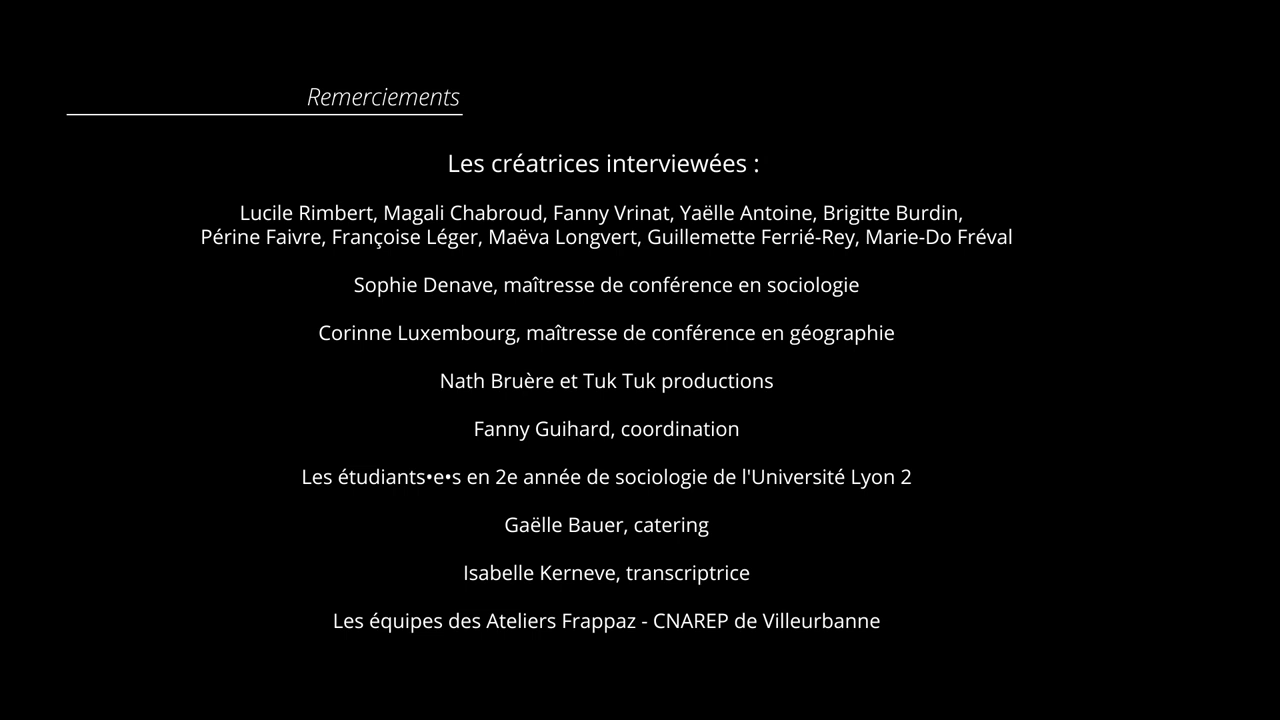 Remerciements
Les créatrices interviewées :
Lucile Rimbert, Magali Chabroud, Fanny Vrinat, Yaëlle Antoine, Brigitte Burdin,
Périne Faivre, Françoise Léger, Maëva Longvert, Guillemette Ferrié-Rey, Marie-Do Fréval
Sophie Denave, maîtresse de conférence en sociologie
Corinne Luxembourg, maîtresse de conférence en géographie
Nath Bruère et Tuk Tuk productions
Fanny Guihard, coordination
Les étudiants•e•s en 2e année de sociologie de l'Université Lyon 2
Gaëlle Bauer, catering
Isabelle Kerneve, transcriptrice
Les équipes des Ateliers Frappaz - CNAREP de Villeurbanne